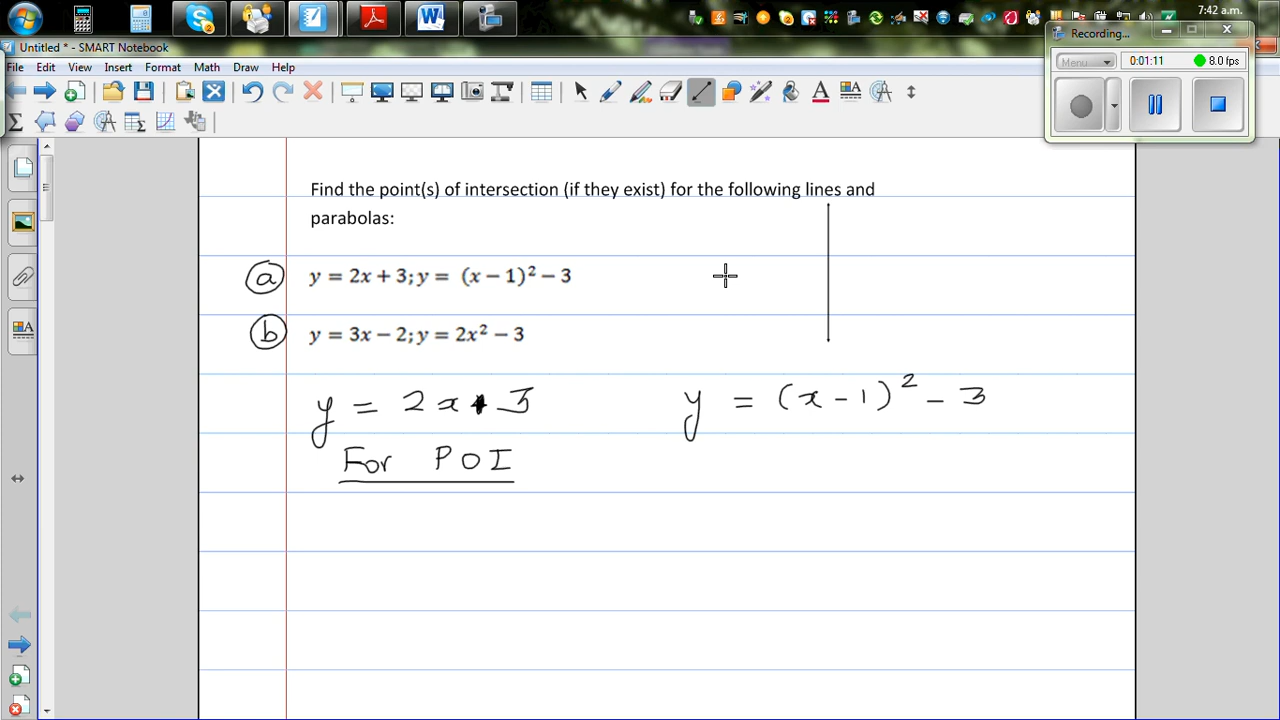 7:42 a.m.
Untitled * - SMART Notebook
Recording...
File Edit View Insert Format Math Draw Help
Menu 0:01:11 8.0 fps
Find the point(s) of intersection (if they exist) for the following lines and
parabolas:
ⓐ y = 2x + 3; y = (x − 1)² − 3
ⓑ y = 3x − 2; y = 2x² − 3
y = 2x + 3 y = (x - 1)² - 3
For POI